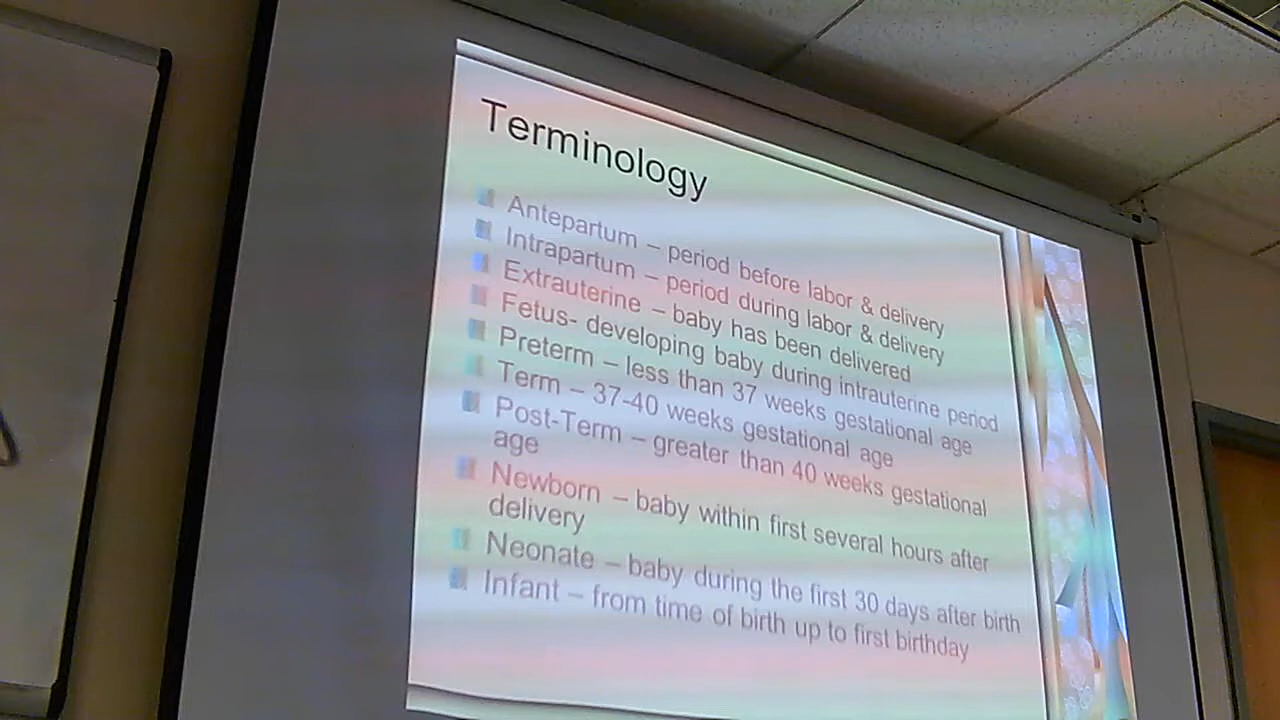 Terminology
Antepartum – period before labor & delivery
Intrapartum – period during labor & delivery
Extrauterine – baby has been delivered
Fetus- developing baby during intrauterine period
Preterm – less than 37 weeks gestational age
Term – 37-40 weeks gestational age
Post-Term – greater than 40 weeks gestational
age
Newborn – baby within first several hours after
delivery
Neonate – baby during the first 30 days after birth
Infant – from time of birth up to first birthday